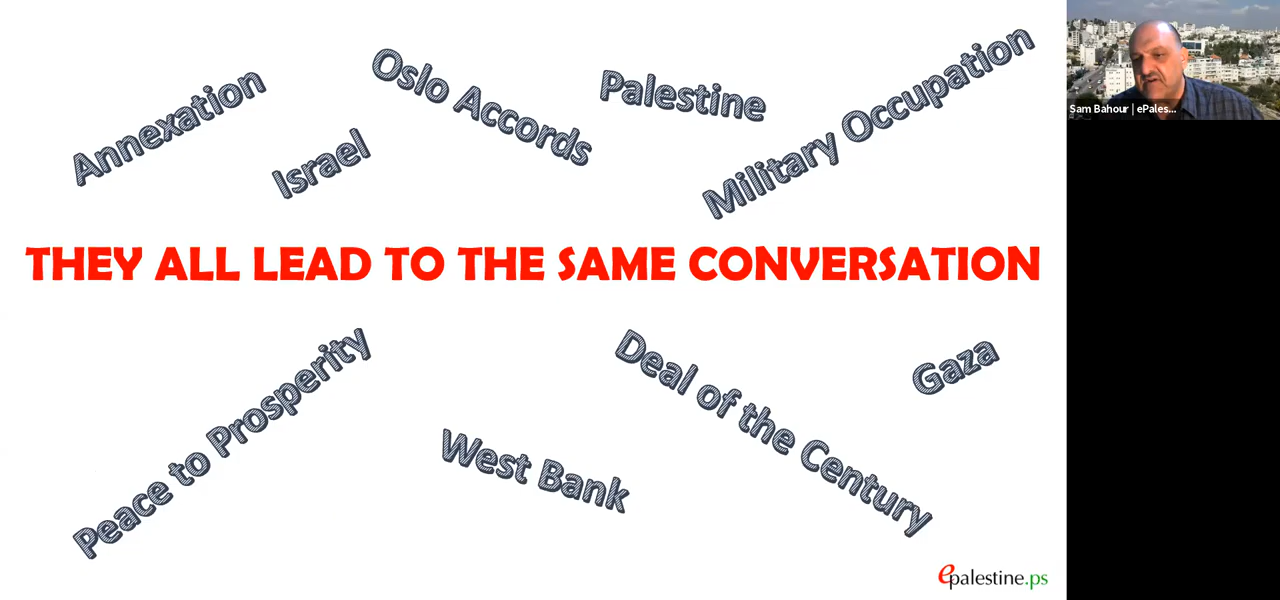 Annexation
Israel
Oslo Accords
Palestine
Military Occupation
Sam Bahour | ePales...
THEY ALL LEAD TO THE SAME CONVERSATION
Peace to Prosperity
West Bank
Deal of the Century
Gaza
epalestine.ps